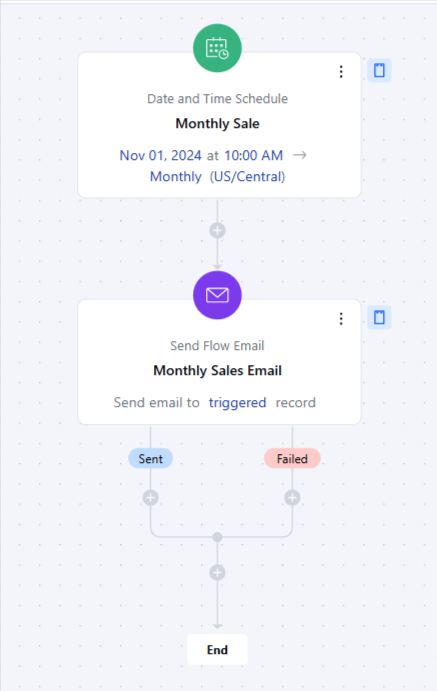 Date and Time Schedule
Monthly Sale
Nov 01, 2024 at 10:00 AM →
Monthly (US/Central)
Send Flow Email
Monthly Sales Email
Send email to triggered record
Sent
Failed
End